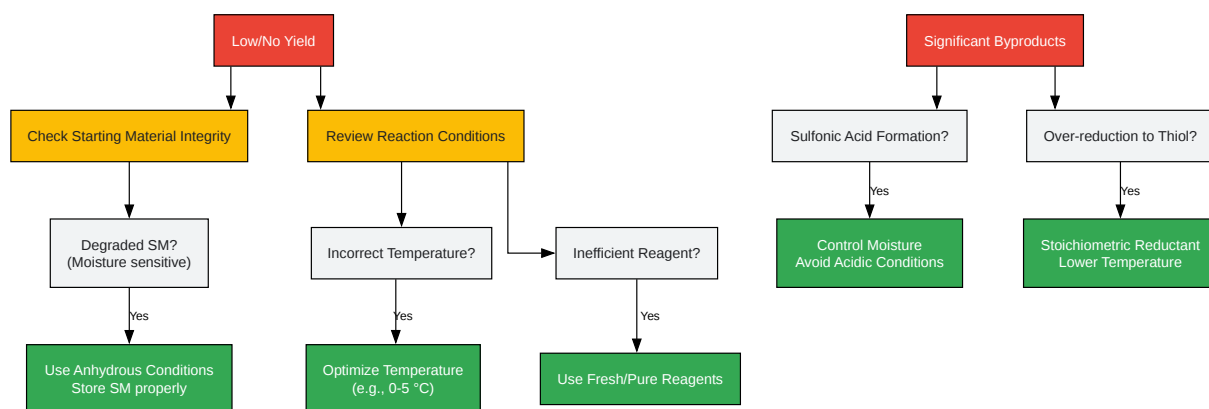 Low/No Yield
Significant Byproducts
Check Starting Material Integrity
Review Reaction Conditions
Sulfonic Acid Formation?
Over-reduction to Thiol?
Yes
Yes
Degraded SM?
(Moisture sensitive)
Incorrect Temperature?
Inefficient Reagent?
Control Moisture
Avoid Acidic Conditions
Stoichiometric Reductant
Lower Temperature
Yes
Yes
Yes
Use Anhydrous Conditions
Store SM properly
Optimize Temperature
(e.g., 0-5 °C)
Use Fresh/Pure Reagents